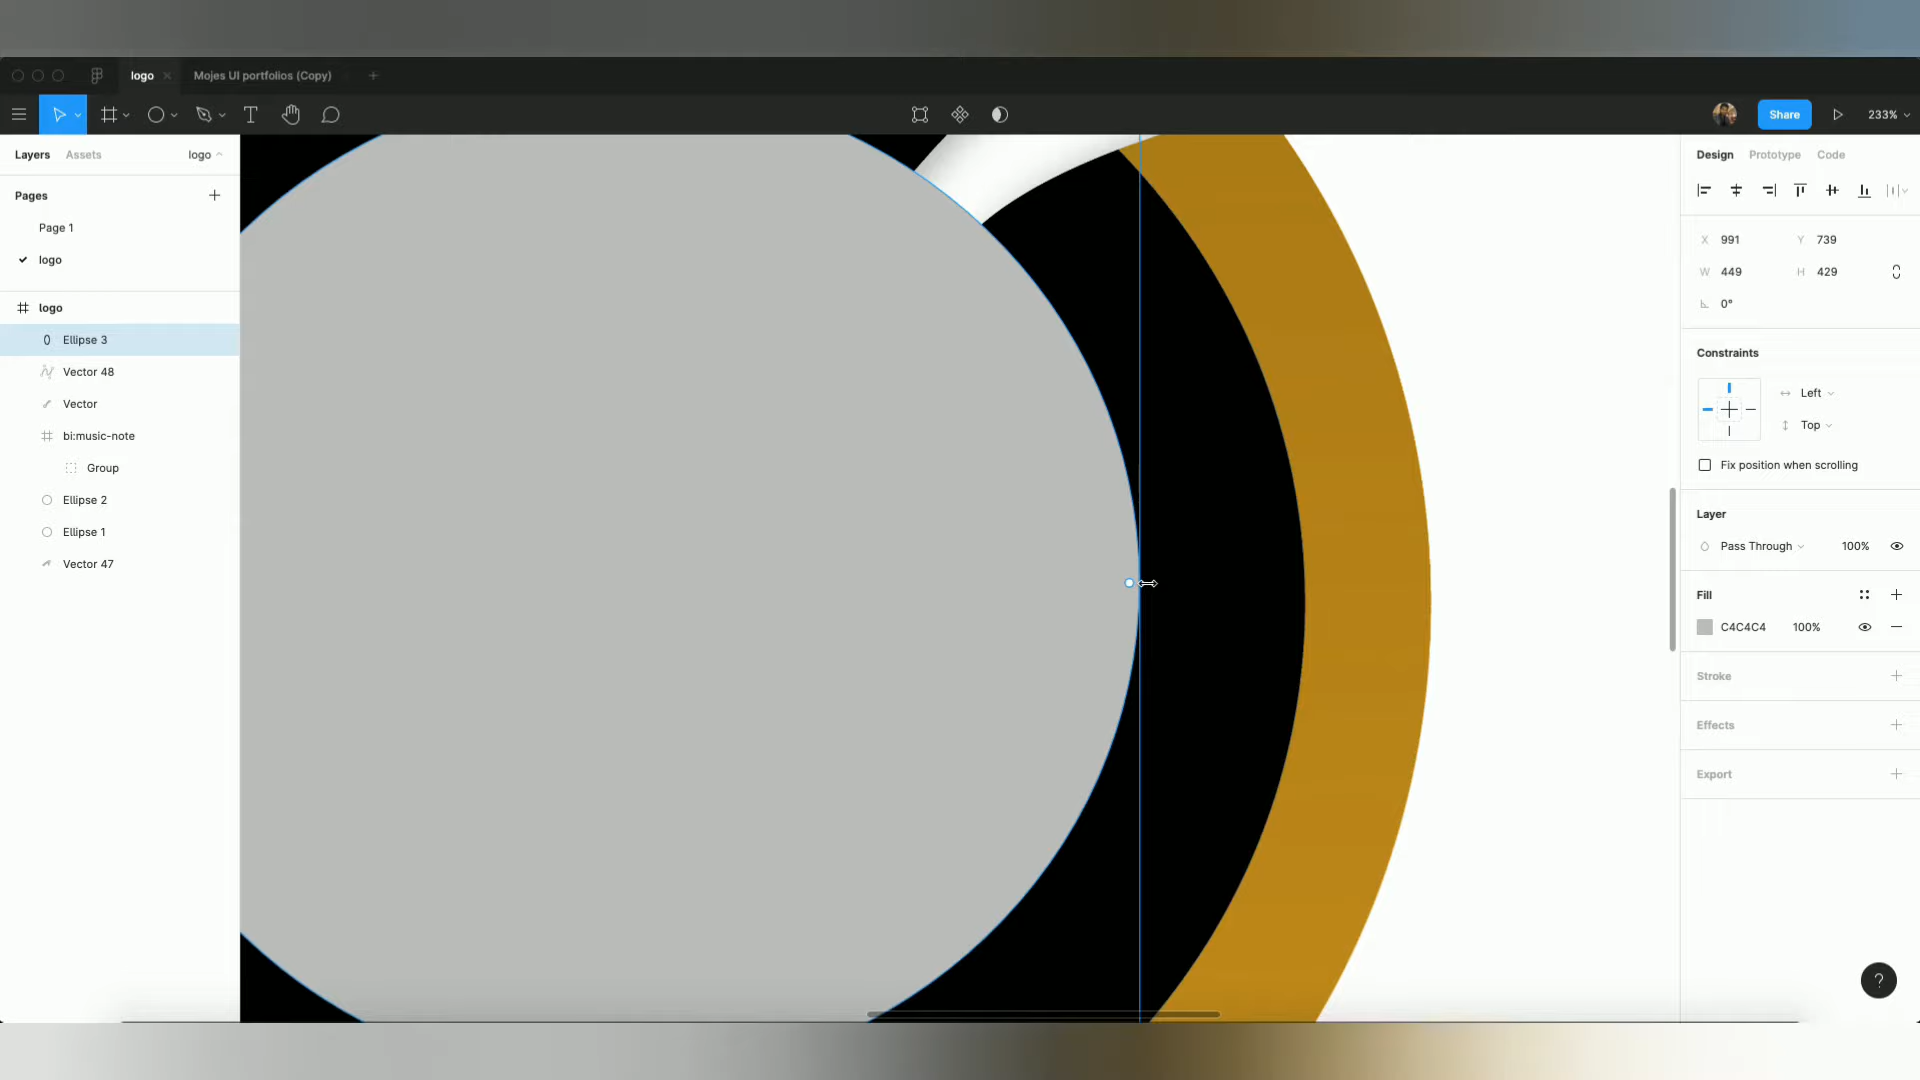 logo
Mojes UI portfolios (Copy)
Share
233%
Layers
Assets
logo
Pages
Page 1
logo
logo
Ellipse 3
Vector 48
Vector
bi:music-note
Group
Ellipse 2
Ellipse 1
Vector 47
Design
Prototype
Code
X 991
Y 739
W 449
H 429
0°
Constraints
Left
Top
Fix position when scrolling
Layer
Pass Through
100%
Fill
C4C4C4
100%
Stroke
Effects
Export
?